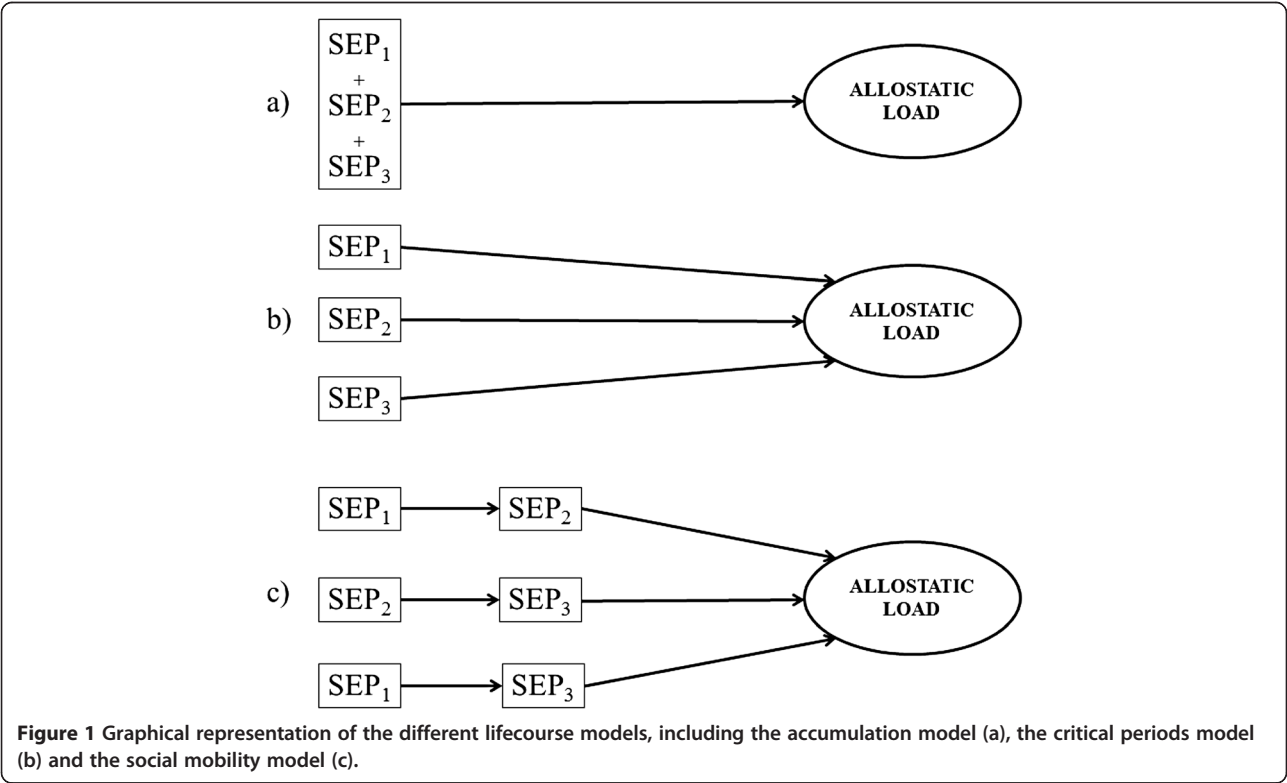 a)
SEP₁
+
SEP₂
+
SEP₃
ALLOSTATIC
LOAD
b)
SEP₁
SEP₂
SEP₃
ALLOSTATIC
LOAD
c)
SEP₁ SEP₂
SEP₂ SEP₃
SEP₁ SEP₃
ALLOSTATIC
LOAD
Figure 1 Graphical representation of the different lifecourse models, including the accumulation model (a), the critical periods model
(b) and the social mobility model (c).